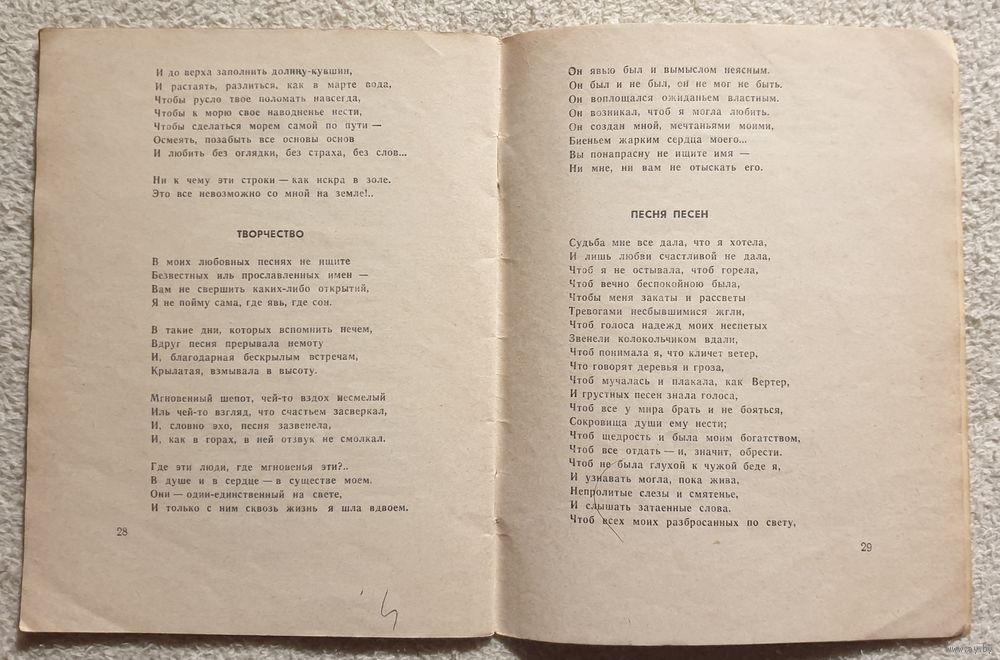 И до верха заполнить долину-кувшин,
И растаять, разлиться, как в марте вода,
Чтобы русло твое поломать навсегда,
Чтобы к морю свое наводненье нести,
Чтобы сделаться морем самой по пути —
Осмеять, позабыть все основы основ
И любить без оглядки, без страха, без слов...
Ни к чему эти строки — как искра в золе.
Это все невозможно со мной на земле!..
ТВОРЧЕСТВО
В моих любовных песнях не ищите
Безвестных иль прославленных имен —
Вам не свершить каких-либо открытий,
Я не пойму сама, где явь, где сон.
В такие дни, которых вспомнить нечем,
Вдруг песня прерывала немоту
И, благодарная бескрылым встречам,
Крылатая, взмывала в высоту.
Мгновенный шепот, чей-то вздох несмелый
Иль чей-то взгляд, что счастьем засверкал,
И, словно эхо, песня зазвенела,
И, как в горах, в ней отзвук не смолкал.
Где эти люди, где мгновенья эти?..
В душе и в сердце — в существе моем.
Они — один-единственный на свете,
И только с ним сквозь жизнь я шла вдвоем.
28
Он явью был и вымыслом неясным.
Он был и не был, он не мог не быть.
Он воплощался ожиданьем властным.
Он возникал, чтоб я могла любить.
Он создан мной, мечтаньями моими,
Биеньем жарким сердца моего...
Вы понапрасну не ищите имя —
Ни мне, ни вам не отыскать его.
ПЕСНЯ ПЕСЕН
Судьба мне все дала, что я хотела,
И лишь любви счастливой не дала,
Чтоб я не остывала, чтоб горела,
Чтоб вечно беспокойною была,
Чтобы меня закаты и рассветы
Тревогами несбывшимися жгли,
Чтоб голоса надежд моих неспетых
Звенели колокольчиком вдали,
Чтоб понимала я, что кличет ветер,
Что говорят деревья и гроза,
Чтоб мучалась и плакала, как Вертер,
И грустных песен знала голоса,
Чтоб все у мира брать и не бояться,
Сокровища души ему нести;
Чтоб щедрость и была моим богатством,
Чтоб все отдать — и, значит, обрести.
Чтоб не была глухой к чужой беде я,
И узнавать могла, пока жива,
Непролитые слезы и смятенье,
И слышать затаенные слова.
Чтоб всех моих разбросанных по свету,
29
www.ay.by